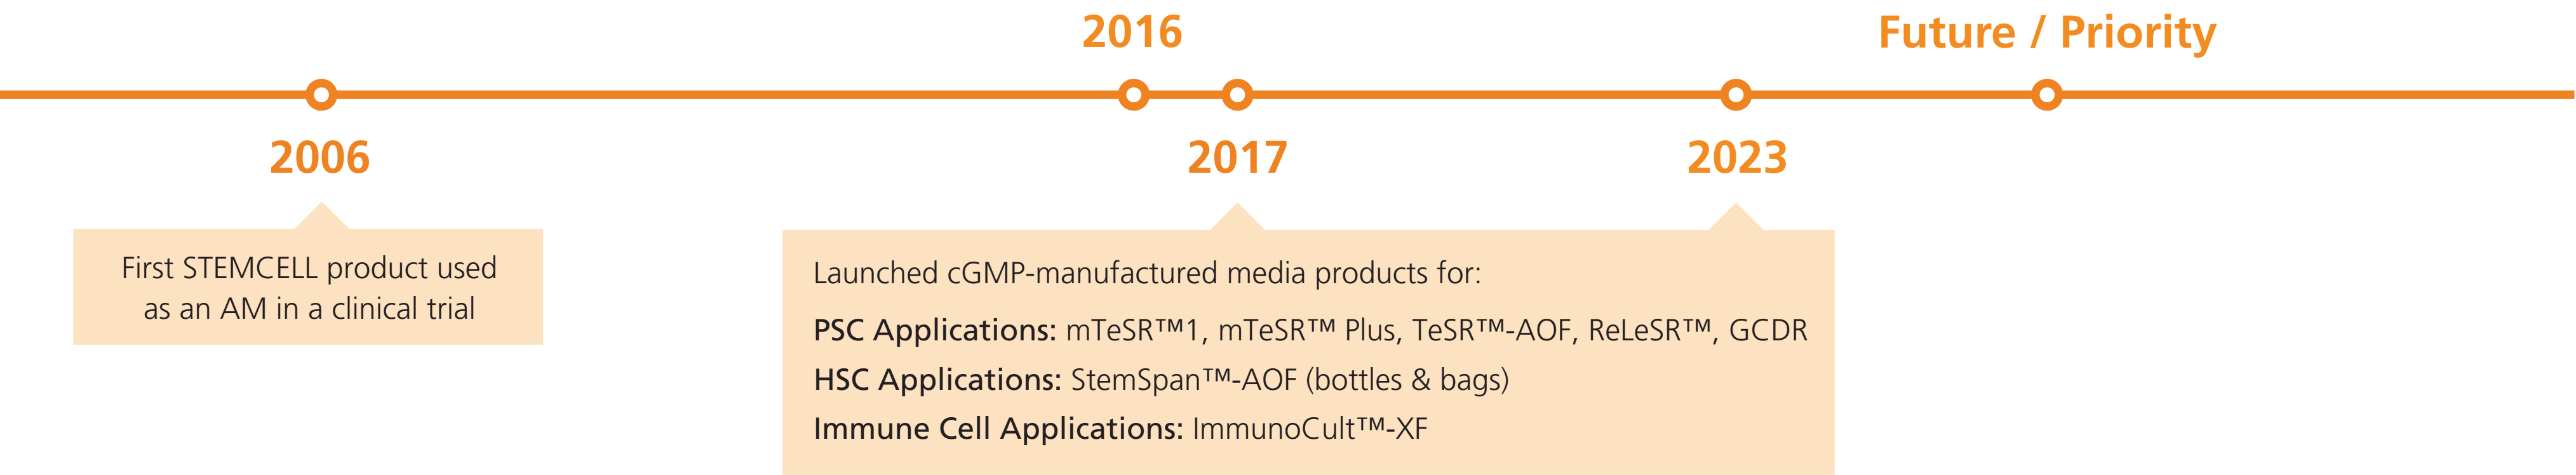 2016
Future / Priority
2006
2017
2023
First STEMCELL product used
as an AM in a clinical trial
Launched cGMP-manufactured media products for:
PSC Applications: mTeSR™1, mTeSR™ Plus, TeSR™-AOF, ReLeSR™, GCDR
HSC Applications: StemSpan™-AOF (bottles & bags)
Immune Cell Applications: ImmunoCult™-XF